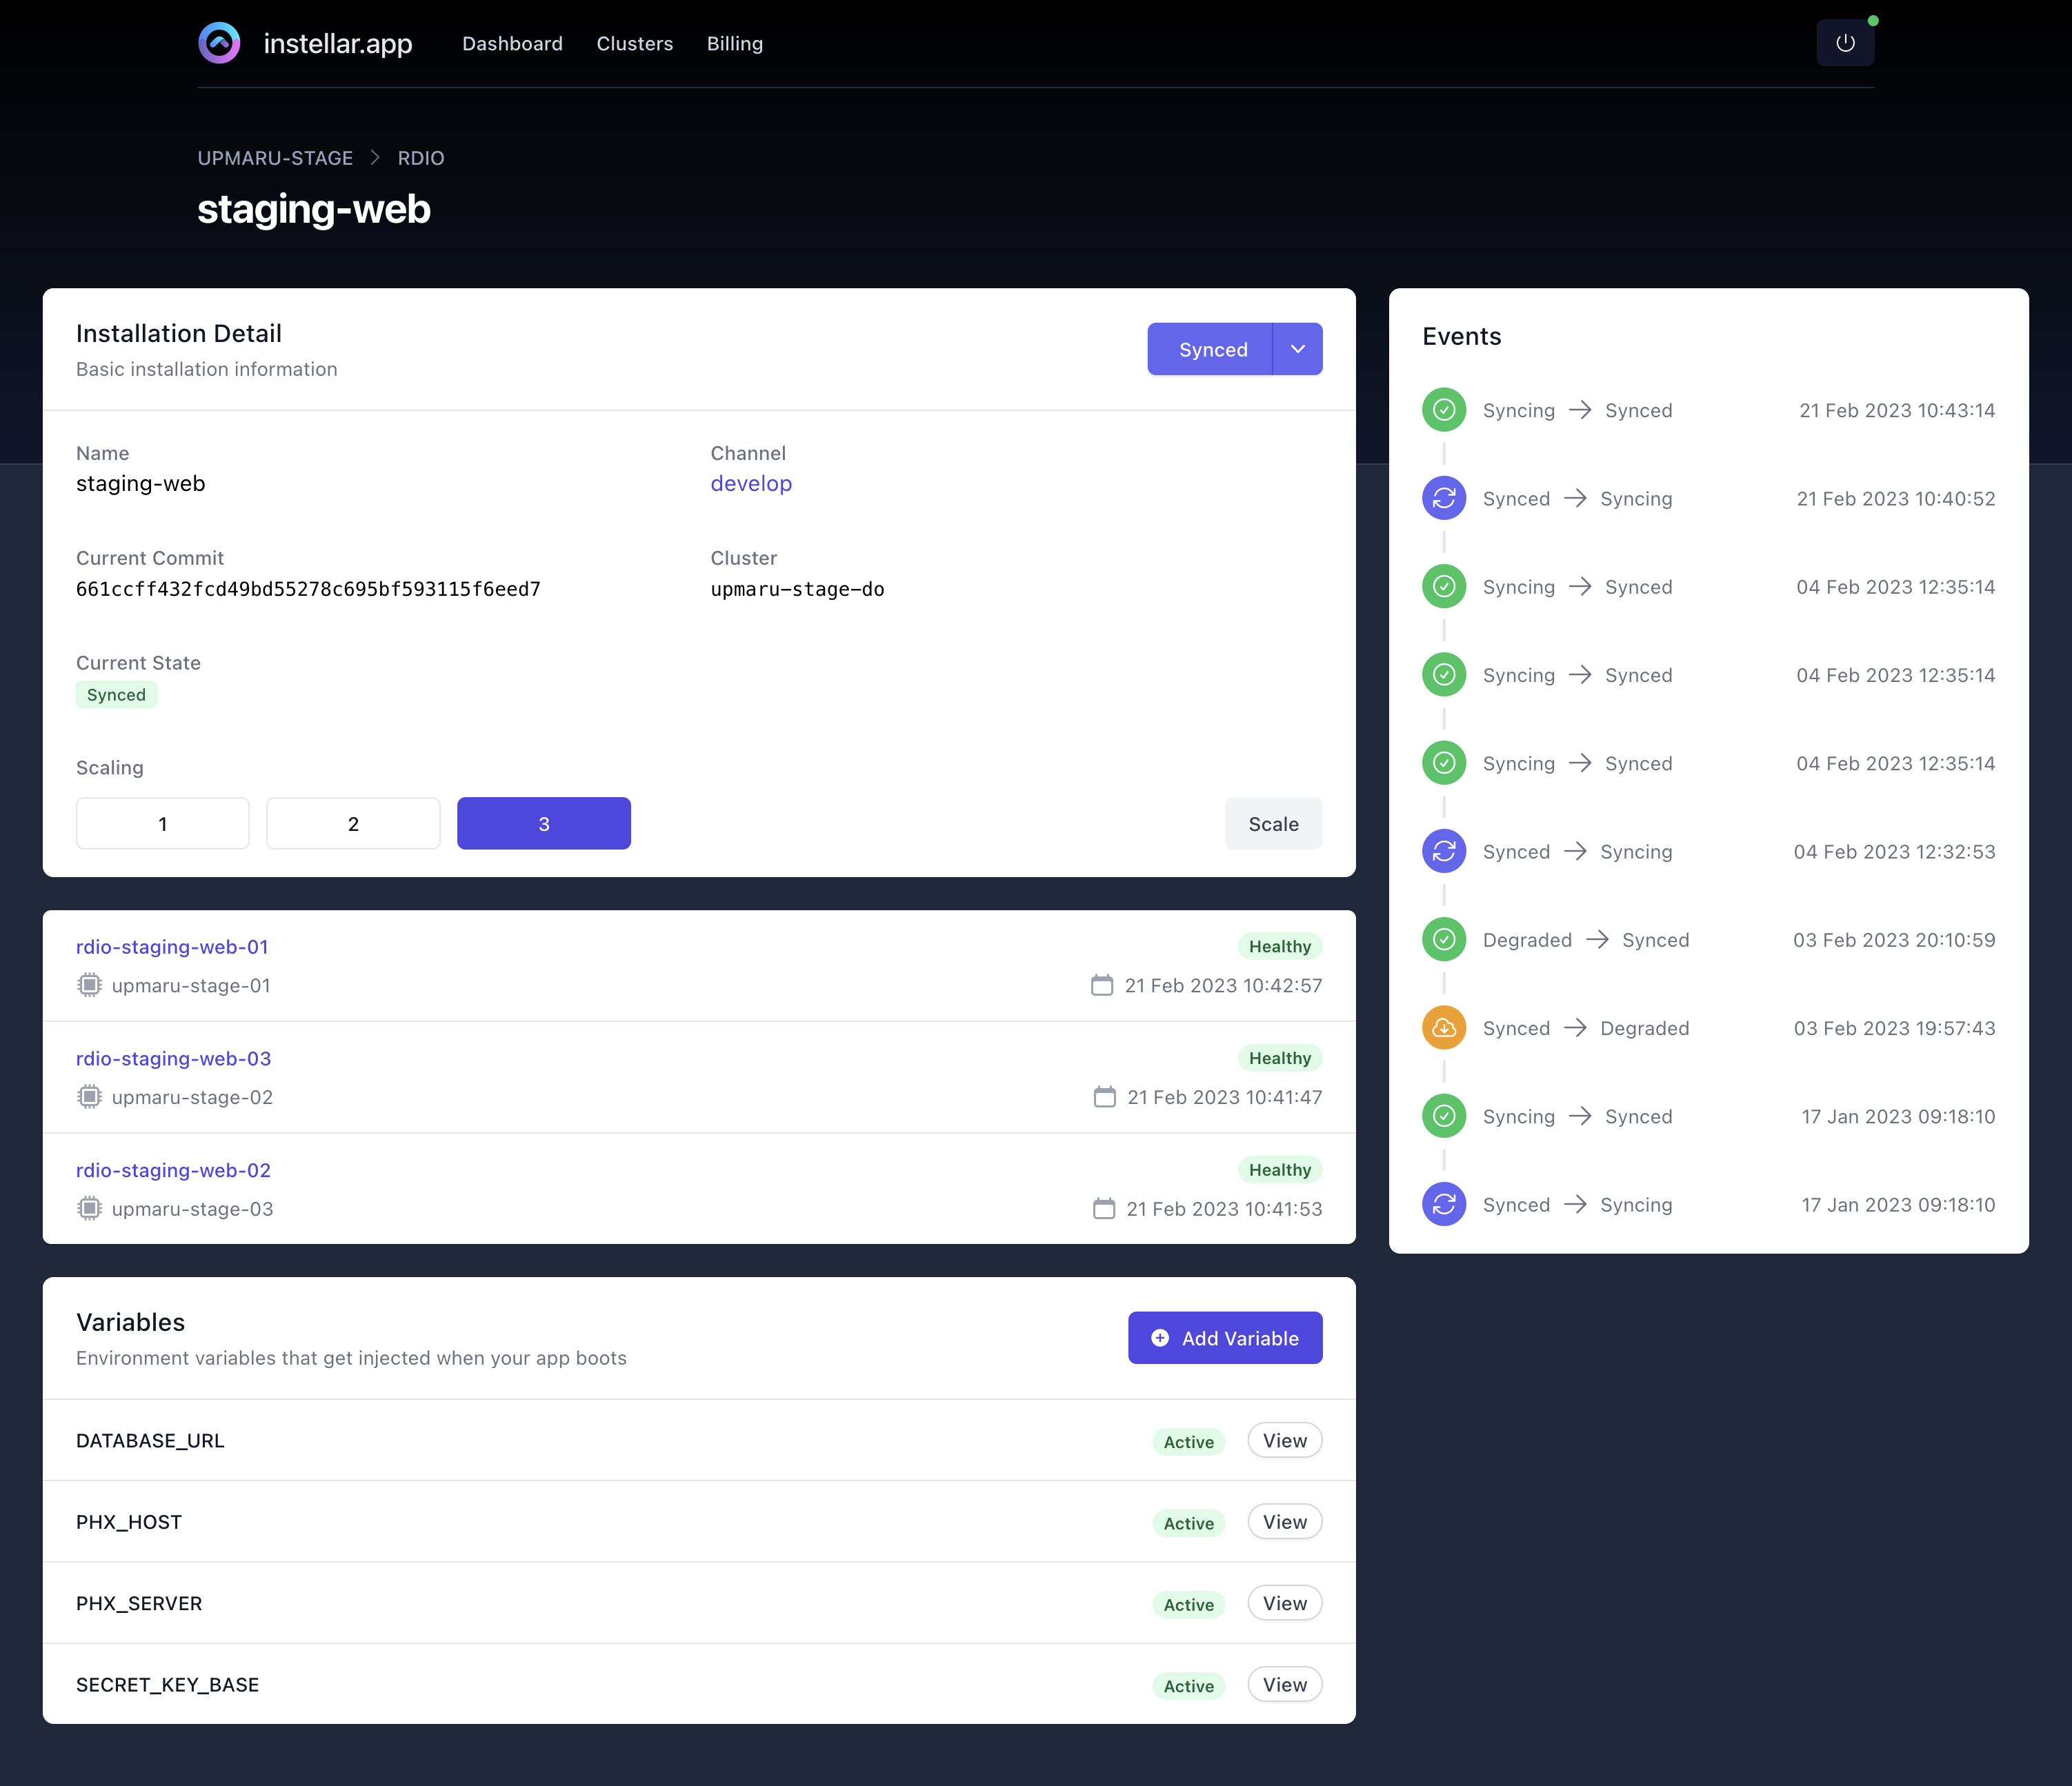 instellar.app Dashboard Clusters Billing
UPMARU-STAGE RDIO
staging-web
Installation Detail
Basic installation information
Synced
Name
staging-web
Channel
develop
Current Commit
661ccff432fcd49bd55278c695bf593115f6eed7
Cluster
upmaru-stage-do
Current State
Synced
Scaling
1 2 3 Scale
rdio-staging-web-01 Healthy
upmaru-stage-01 21 Feb 2023 10:42:57
rdio-staging-web-03 Healthy
upmaru-stage-02 21 Feb 2023 10:41:47
rdio-staging-web-02 Healthy
upmaru-stage-03 21 Feb 2023 10:41:53
Variables
Environment variables that get injected when your app boots
Add Variable
DATABASE_URL Active View
PHX_HOST Active View
PHX_SERVER Active View
SECRET_KEY_BASE Active View
Events
Syncing → Synced 21 Feb 2023 10:43:14
Synced → Syncing 21 Feb 2023 10:40:52
Syncing → Synced 04 Feb 2023 12:35:14
Syncing → Synced 04 Feb 2023 12:35:14
Syncing → Synced 04 Feb 2023 12:35:14
Synced → Syncing 04 Feb 2023 12:32:53
Degraded → Synced 03 Feb 2023 20:10:59
Synced → Degraded 03 Feb 2023 19:57:43
Syncing → Synced 17 Jan 2023 09:18:10
Synced → Syncing 17 Jan 2023 09:18:10